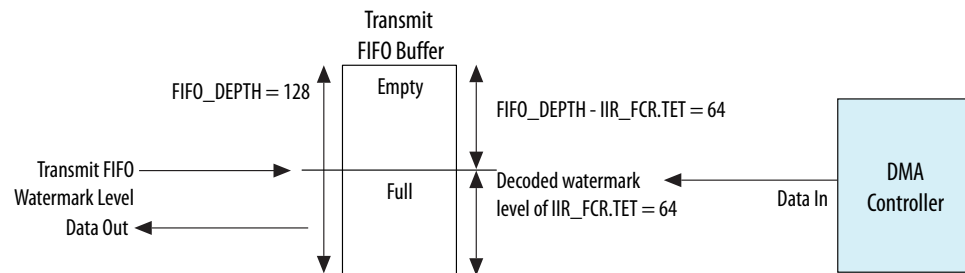 Transmit
FIFO Buffer
FIFO_DEPTH = 128
Empty
FIFO_DEPTH - IIR_FCR.TET = 64
Transmit FIFO
Watermark Level
Data Out
Full
Decoded watermark
level of IIR_FCR.TET = 64
Data In
DMA
Controller